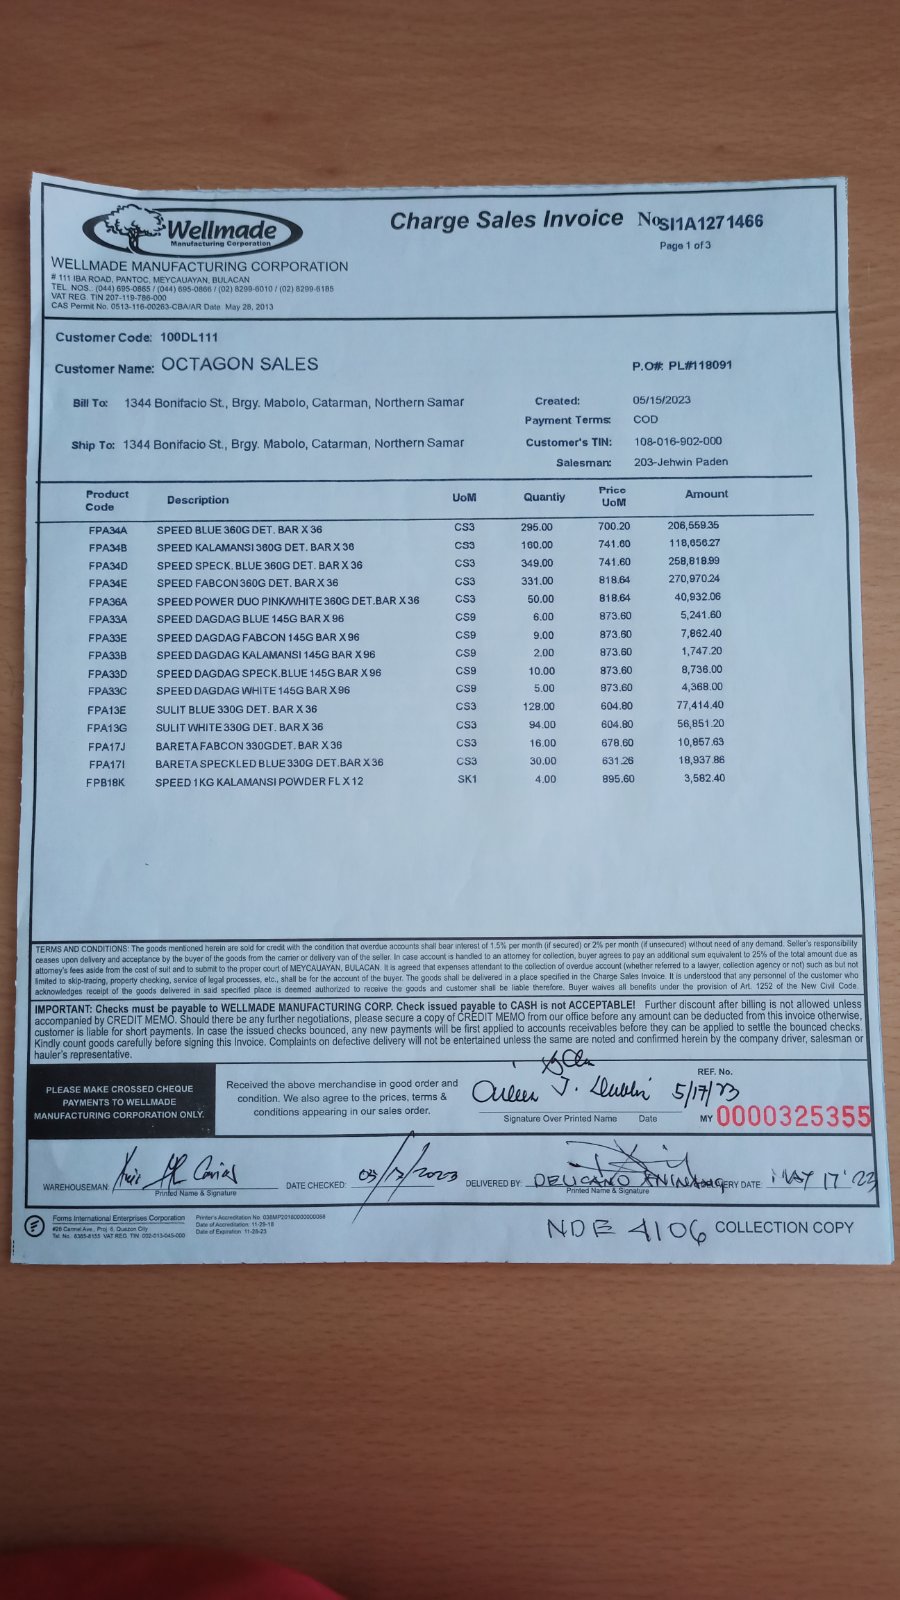 Wellmade
Manufacturing Corporation
Charge Sales Invoice No. SI1A1271466
Page 1 of 3
WELLMADE MANUFACTURING CORPORATION
# 111 IBA ROAD, PANTOC, MEYCAUAYAN, BULACAN
TEL. NOS.: (044) 695-0865 / (044) 695-0866 / (02) 8299-6010 / (02) 8299-6185
VAT REG. TIN 207-119-786-000
CAS Permit No. 0513-116-00263-CBA/AR Date. May 28, 2013
Customer Code: 100DL111
Customer Name: OCTAGON SALES
P.O#: PL#118091
Bill To: 1344 Bonifacio St., Brgy. Mabolo, Catarman, Northern Samar
Created: 05/15/2023
Payment Terms: COD
Ship To: 1344 Bonifacio St., Brgy. Mabolo, Catarman, Northern Samar
Customer's TIN: 108-016-902-000
Salesman: 203-Jehwin Paden
Product Code Description UoM Quantiy Price UoM Amount
FPA34A SPEED BLUE 360G DET. BAR X 36 CS3 295.00 700.20 206,559.35
FPA34B SPEED KALAMANSI 360G DET. BAR X 36 CS3 160.00 741.60 118,656.27
FPA34D SPEED SPECK. BLUE 360G DET. BAR X 36 CS3 349.00 741.60 258,818.99
FPA34E SPEED FABCON 360G DET. BAR X 36 CS3 331.00 818.64 270,970.24
FPA36A SPEED POWER DUO PINK/WHITE 360G DET.BAR X 36 CS3 50.00 818.64 40,932.06
FPA33A SPEED DAGDAG BLUE 145G BAR X 96 CS9 6.00 873.60 5,241.60
FPA33E SPEED DAGDAG FABCON 145G BAR X 96 CS9 9.00 873.60 7,862.40
FPA33B SPEED DAGDAG KALAMANSI 145G BAR X 96 CS9 2.00 873.60 1,747.20
FPA33D SPEED DAGDAG SPECK.BLUE 145G BAR X 96 CS9 10.00 873.60 8,736.00
FPA33C SPEED DAGDAG WHITE 145G BAR X 96 CS9 5.00 873.60 4,368.00
FPA13E SULIT BLUE 330G DET. BAR X 36 CS3 128.00 604.80 77,414.40
FPA13G SULIT WHITE 330G DET. BAR X 36 CS3 94.00 604.80 56,851.20
FPA17J BARETA FABCON 330GDET. BAR X 36 CS3 16.00 678.60 10,857.63
FPA17I BARETA SPECKLED BLUE 330G DET.BAR X 36 CS3 30.00 631.26 18,937.86
FPB18K SPEED 1KG KALAMANSI POWDER FL X 12 SK1 4.00 895.60 3,582.40
TERMS AND CONDITIONS: The goods mentioned herein are sold for credit with the condition that overdue accounts shall bear interest of 1.5% per month (if secured) or 2% per month (if unsecured) without need of any demand. Seller's responsibility
ceases upon delivery and acceptance by the buyer of the goods from the carrier or delivery van of the seller. In case account is handled to an attorney for collection, buyer agrees to pay an additional sum equivalent to 25% of the total amount due as
attorney's fees aside from the cost of suit and to submit to the proper court of MEYCAUAYAN, BULACAN. It is agreed that expenses attendant to the collection of overdue account (whether referred to a lawyer, collection agency or not) such as but not
limited to skip-tracing, property checking, service of legal processes, etc., shall be for the account of the buyer. The goods shall be delivered in a place specified in the Charge Sales Invoice. It is understood that any personnel of the customer who
acknowledges receipt of the goods delivered in said specified place is deemed authorized to receive the goods and customer shall be liable therefore. Buyer waives all benefits under the provision of Art. 1252 of the New Civil Code.
IMPORTANT: Checks must be payable to WELLMADE MANUFACTURING CORP. Check issued payable to CASH is not ACCEPTABLE! Further discount after billing is not allowed unless
accompanied by CREDIT MEMO. Should there be any further negotiations, please secure a copy of CREDIT MEMO from our office before any amount can be deducted from this invoice otherwise,
customer is liable for short payments. In case the issued checks bounced, any new payments will be first applied to accounts receivables before they can be applied to settle the bounced checks.
Kindly count goods carefully before signing this Invoice. Complaints on defective delivery will not be entertained unless the same are noted and confirmed herein by the company driver, salesman or
hauler's representative.
PLEASE MAKE CROSSED CHEQUE
PAYMENTS TO WELLMADE
MANUFACTURING CORPORATION ONLY.
Received the above merchandise in good order and
condition. We also agree to the prices, terms &
conditions appearing in our sales order.
5/17/23
Signature Over Printed Name Date
REF. No.
MY 0000325355
WAREHOUSEMAN:
Printed Name & Signature
DATE CHECKED:
DELIVERED BY:
Printed Name & Signature
DELIVERY DATE: MAY 17 '23
Forms International Enterprises Corporation
#28 Carmel Ave., Proj. 6, Quezon City
Printer's Accreditation No.
Date of Accreditation: 11-29-18
Date of Expiration: 11-28-23
NDE 4106 COLLECTION COPY